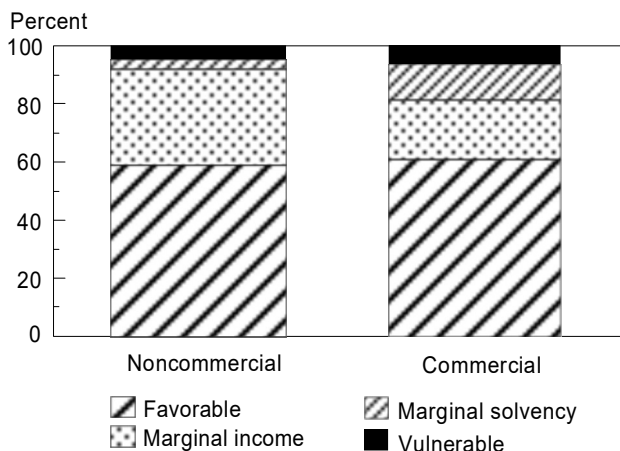 Percent
100
80
60
40
20
0
Noncommercial
Commercial
Favorable
Marginal solvency
Marginal income
Vulnerable